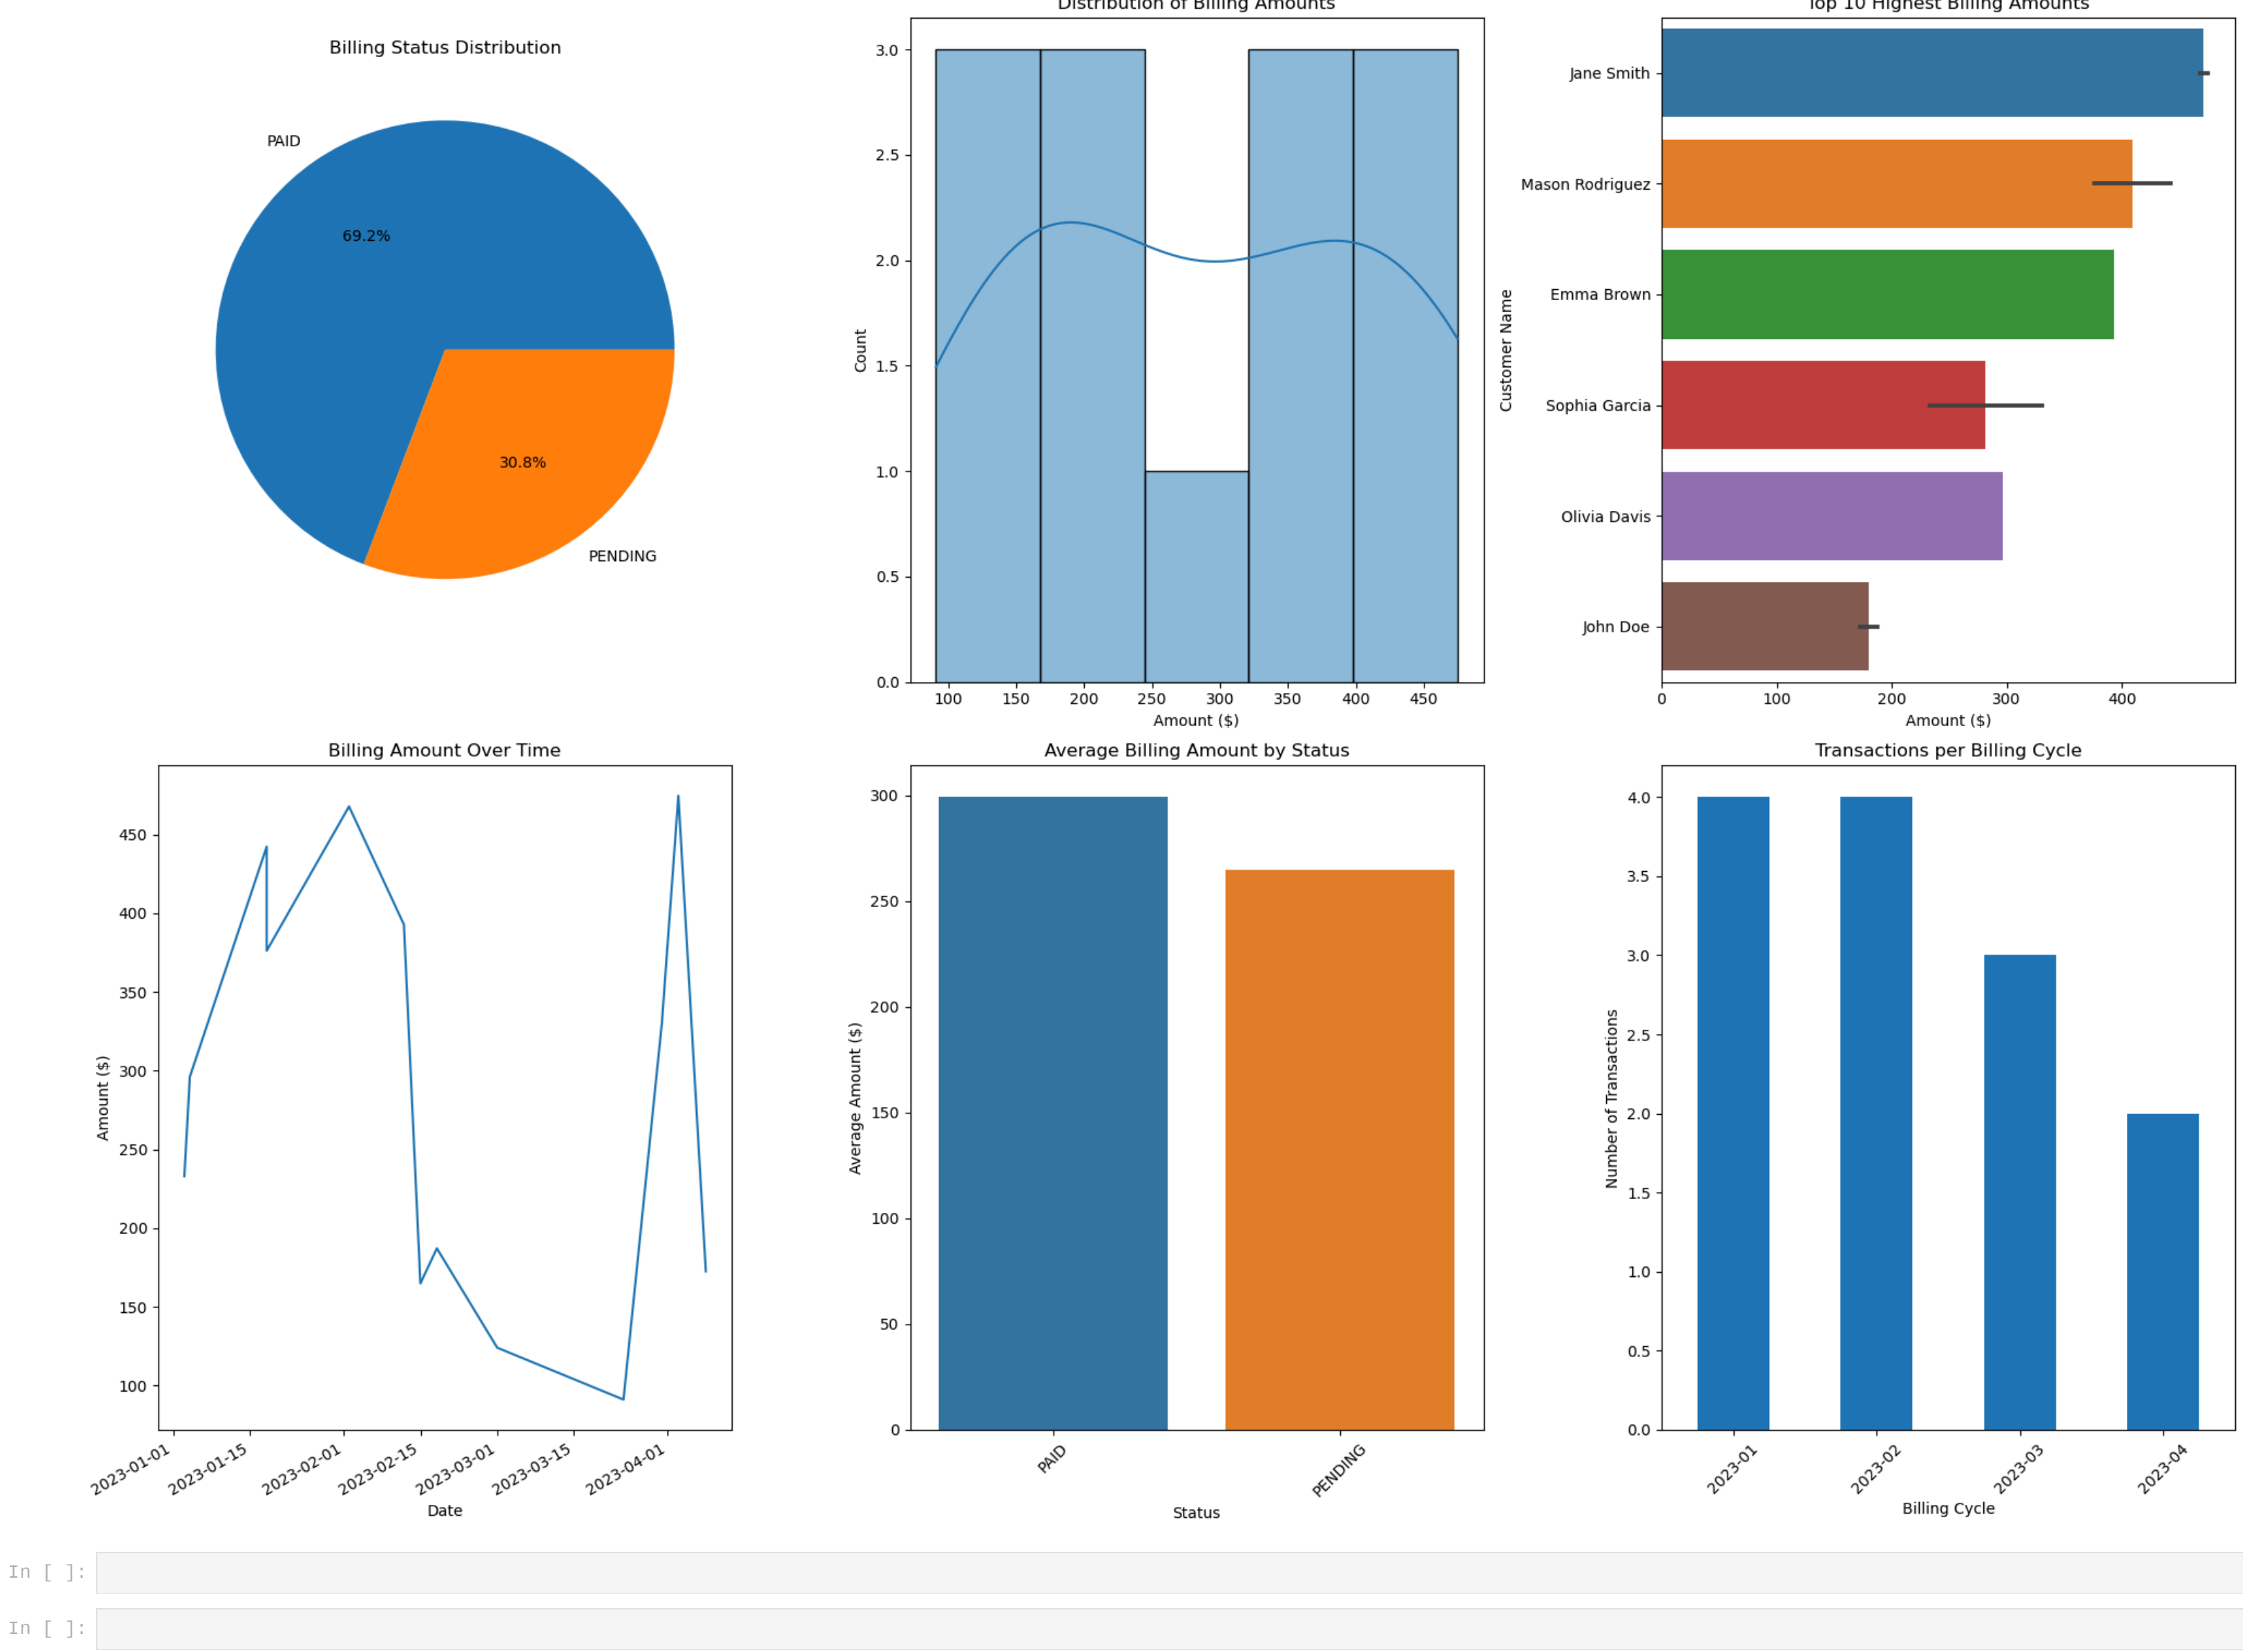 Billing Status Distribution
PAID
69.2%
30.8%
PENDING
Distribution of Billing Amounts
3.0
2.5
2.0
1.5
1.0
0.5
0.0
Count
100 150 200 250 300 350 400 450
Amount ($)
Top 10 Highest Billing Amounts
Customer Name
Jane Smith
Mason Rodriguez
Emma Brown
Sophia Garcia
Olivia Davis
John Doe
0 100 200 300 400
Amount ($)
Billing Amount Over Time
450
400
350
300
250
200
150
100
Amount ($)
2023-01-01 2023-01-15 2023-02-01 2023-02-15 2023-03-01 2023-03-15 2023-04-01
Date
Average Billing Amount by Status
300
250
200
150
100
50
0
Average Amount ($)
PAID PENDING
Status
Transactions per Billing Cycle
4.0
3.5
3.0
2.5
2.0
1.5
1.0
0.5
0.0
Number of Transactions
2023-01 2023-02 2023-03 2023-04
Billing Cycle
In [ ]:
In [ ]: